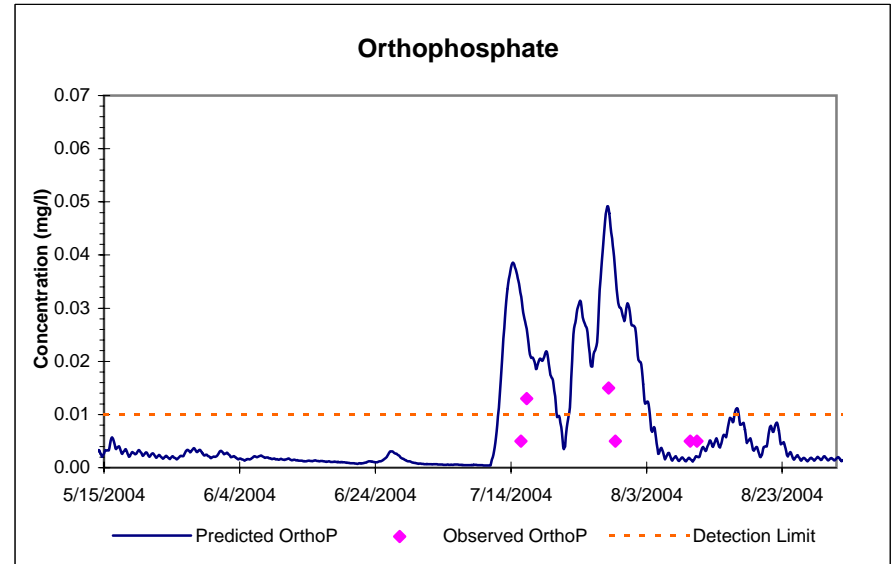 Orthophosphate
Concentration (mg/l)
0.07
0.06
0.05
0.04
0.03
0.02
0.01
0.00
5/15/2004 6/4/2004 6/24/2004 7/14/2004 8/3/2004 8/23/2004
Predicted OrthoP Observed OrthoP Detection Limit